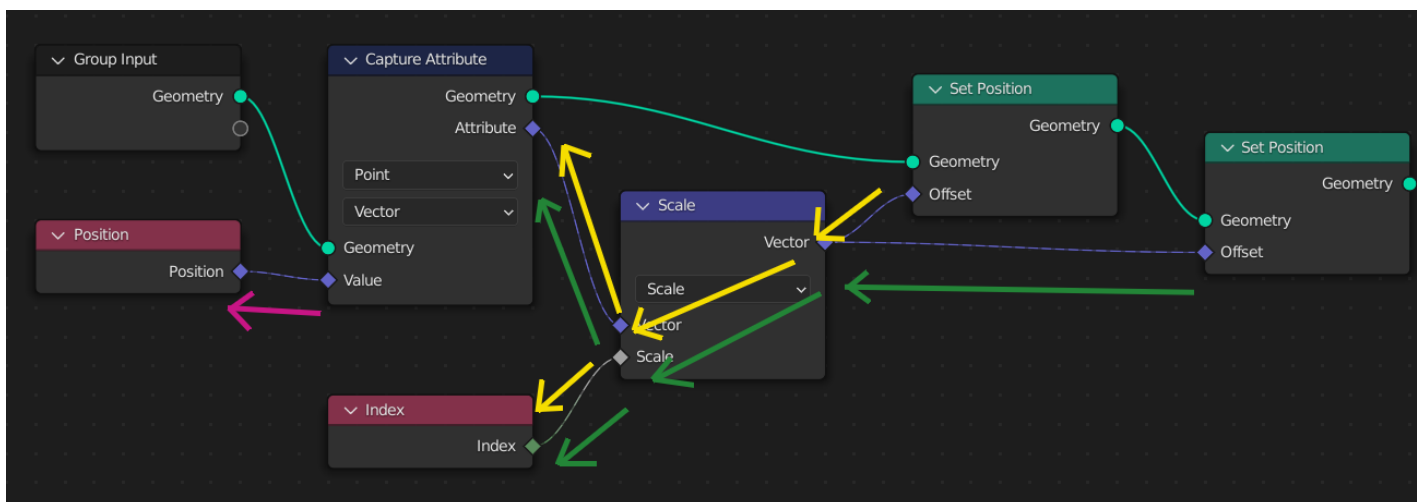 Group Input
Geometry
Position
Position
Capture Attribute
Geometry
Attribute
Point
Vector
Geometry
Value
Index
Index
Scale
Vector
Scale
Vector
Scale
Set Position
Geometry
Geometry
Offset
Set Position
Geometry
Geometry
Offset